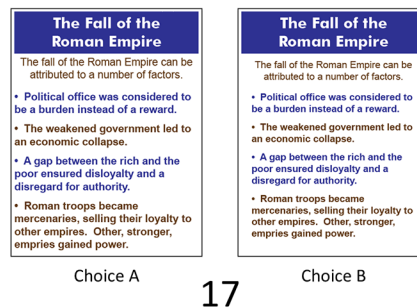 The Fall of the
Roman Empire
The fall of the Roman Empire can be
attributed to a number of factors.
• Political office was considered to
be a burden instead of a reward.
• The weakened government led to
an economic collapse.
• A gap between the rich and the
poor ensured disloyalty and a
disregard for authority.
• Roman troops became
mercenaries, selling their loyalty to
other empires. Other, stronger,
empries gained power.
Choice A
The Fall of the
Roman Empire
The fall of the Roman Empire can be
attributed to a number of factors.
• Political office was considered to
be a burden instead of a reward.
• The weakened government led to
an economic collapse.
• A gap between the rich and the
poor ensured disloyalty and a
disregard for authority.
• Roman troops became
mercenaries, selling their loyalty to
other empires. Other, stronger,
empries gained power.
Choice B
17